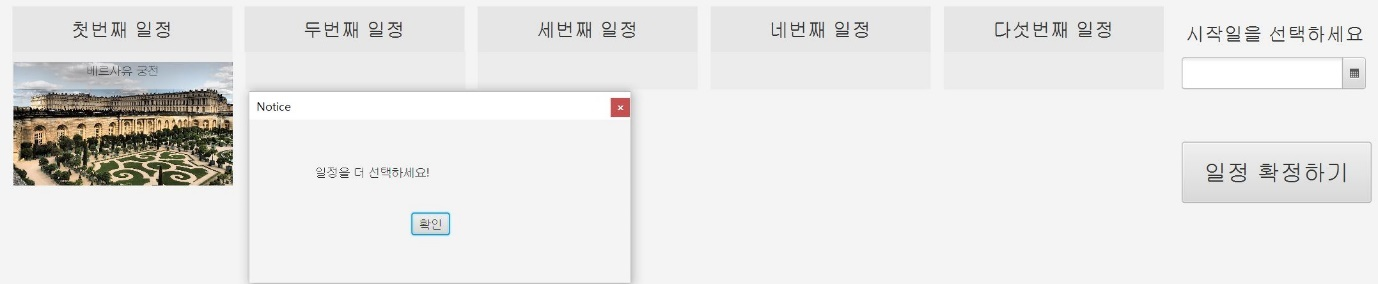 첫번째 일정
두번째 일정
세번째 일정
네번째 일정
다섯번째 일정
시작일을 선택하세요
베르사유 궁전
Notice
일정을 더 선택하세요!
확인
일정 확정하기